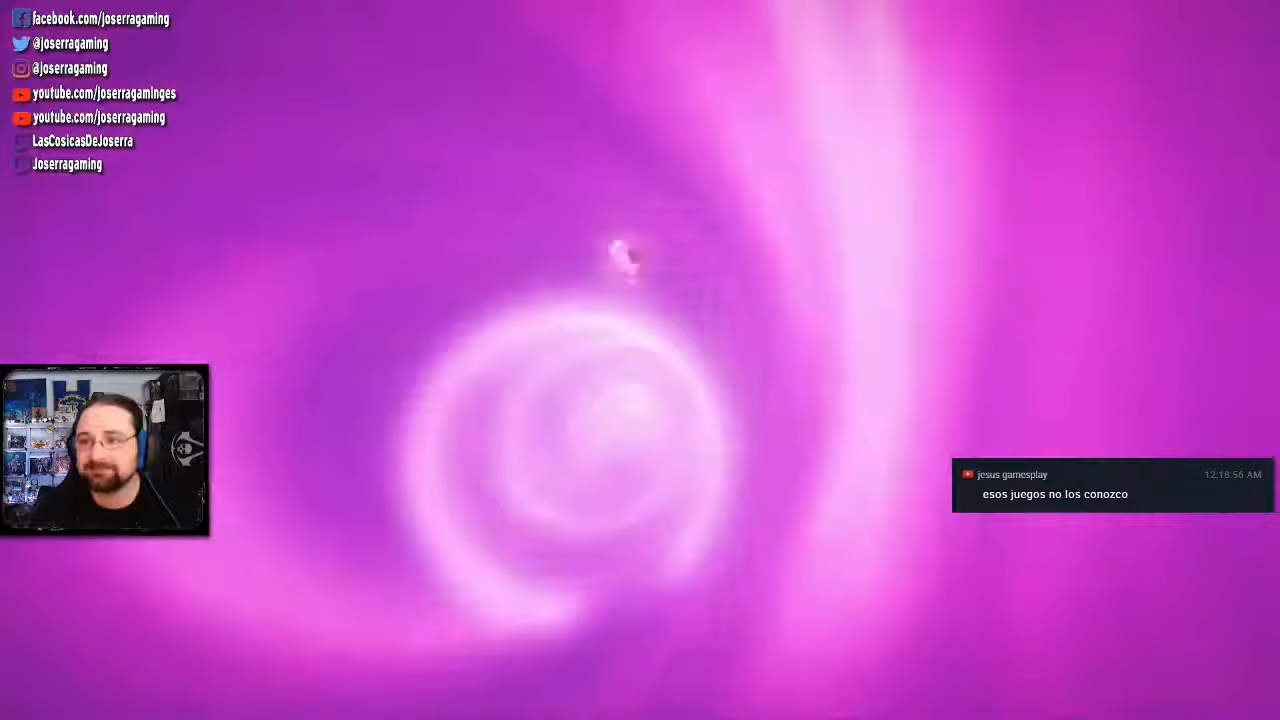 facebook.com/joserragaming
@joserragaming
@joserragaming
youtube.com/joserragaminges
youtube.com/joserragaming
LasCosicasDeJoserra
Joserragaming
jesus gamesplay 12:18:56 AM
esos juegos no los conozco